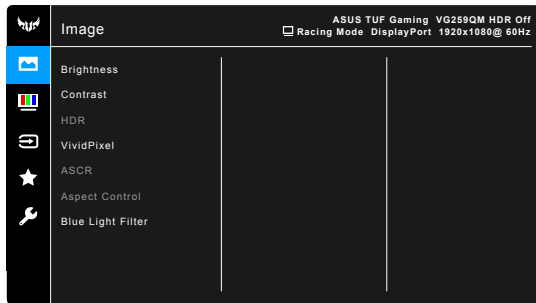 Image
ASUS TUF Gaming VG259QM HDR Off
Racing Mode DisplayPort 1920x1080@ 60Hz
Brightness
Contrast
HDR
VividPixel
ASCR
Aspect Control
Blue Light Filter